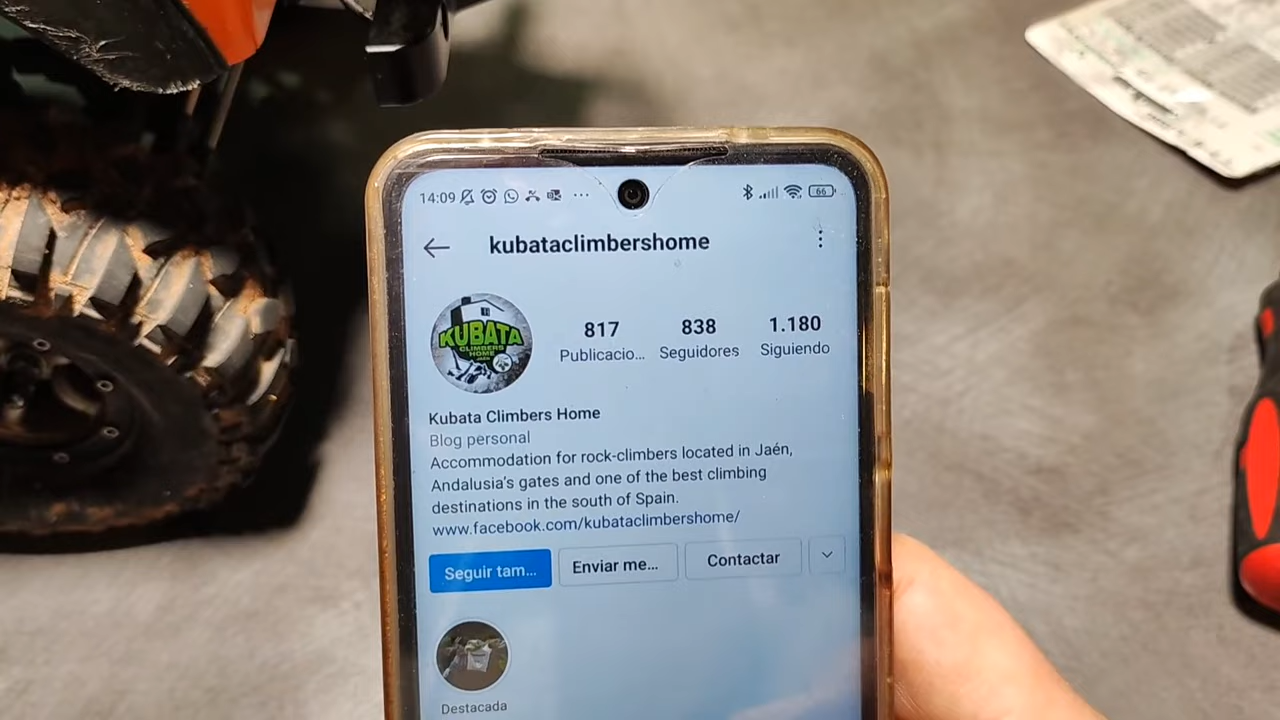 14:09
66
kubataclimbershome
KUBATA
CLIMBERS
HOME
JAÉN
817
838
1.180
Publicacio...
Seguidores
Siguiendo
Kubata Climbers Home
Blog personal
Accommodation for rock-climbers located in Jaén,
Andalusia's gates and one of the best climbing
destinations in the south of Spain.
www.facebook.com/kubataclimbershome/
Seguir tam...
Enviar me...
Contactar
Destacada